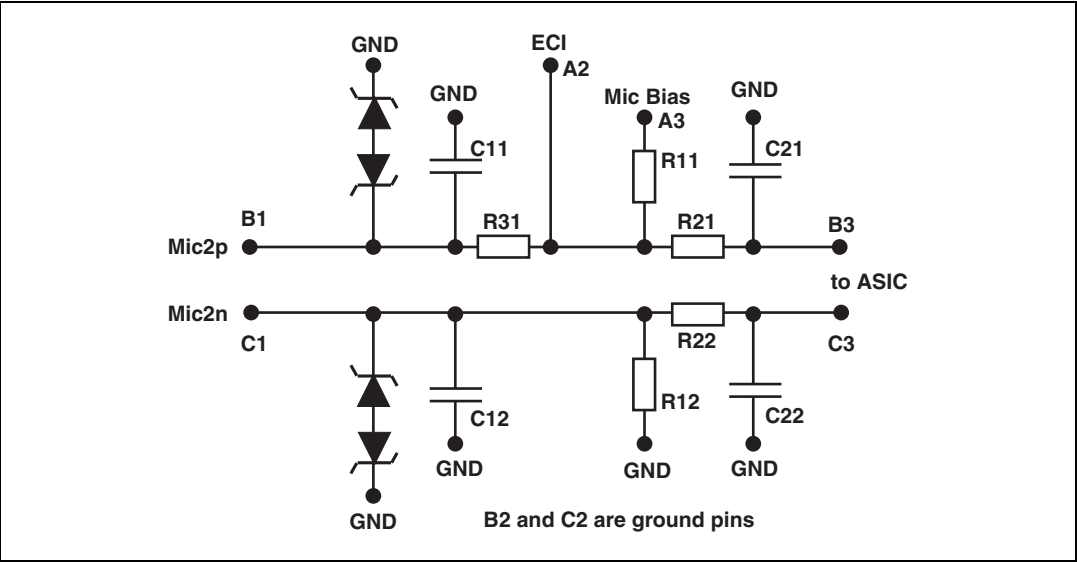 GND
ECI
A2
GND
Mic Bias
A3
GND
C11
R11
C21
B1
R31
R21
B3
Mic2p
to ASIC
Mic2n
C1
R22
C3
C12
R12
C22
GND
GND
GND
GND
B2 and C2 are ground pins